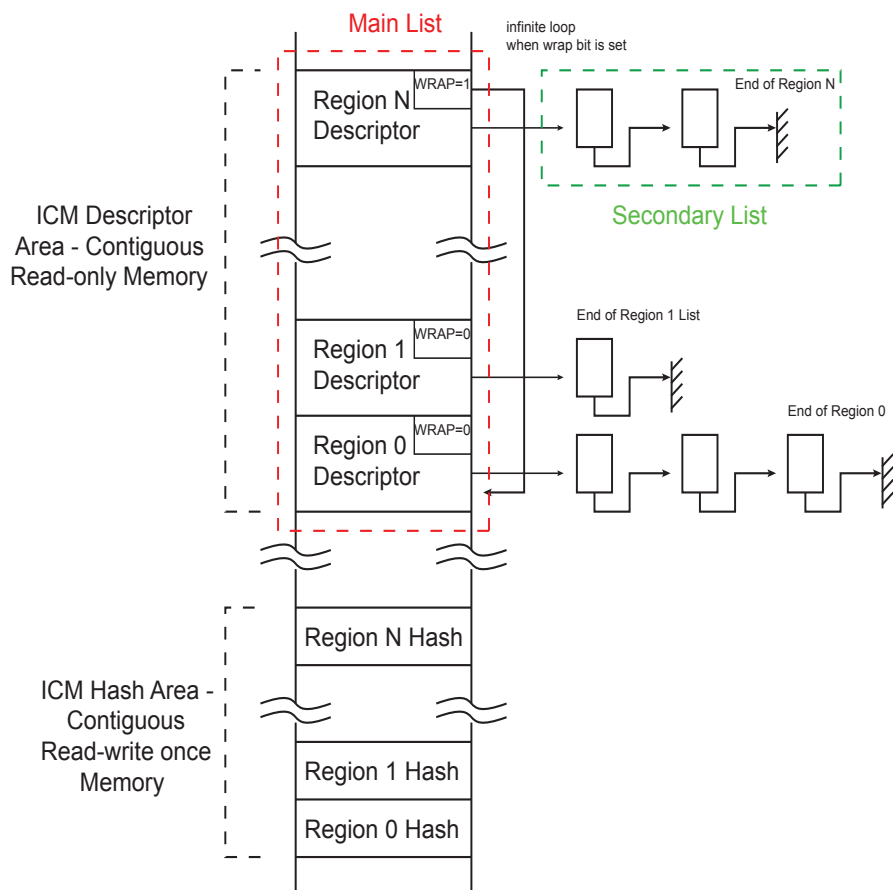 Main List
infinite loop
when wrap bit is set
WRAP=1
End of Region N
Region N
Descriptor
Secondary List
ICM Descriptor
Area - Contiguous
Read-only Memory
End of Region 1 List
WRAP=0
Region 1
Descriptor
End of Region 0
WRAP=0
Region 0
Descriptor
Region N Hash
ICM Hash Area -
Contiguous
Read-write once
Memory
Region 1 Hash
Region 0 Hash